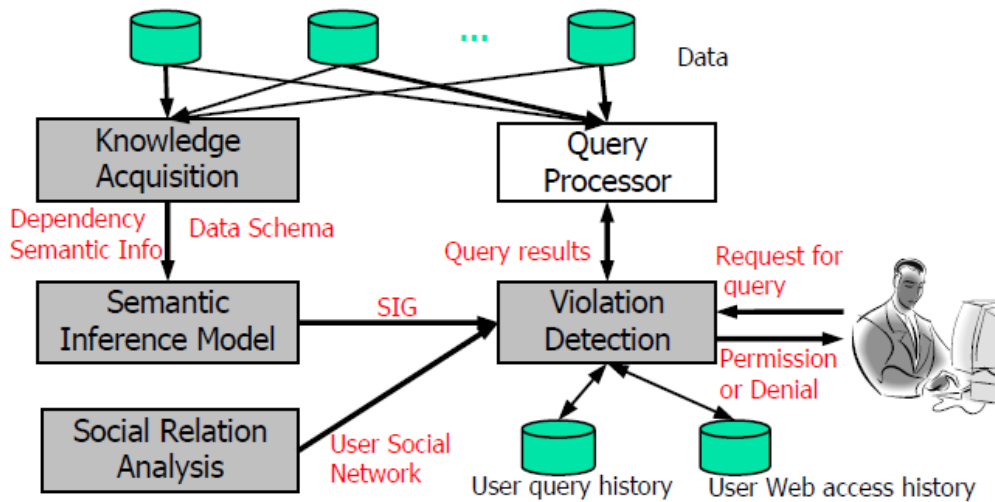 ...
Data
Knowledge
Acquisition
Query
Processor
Dependency
Semantic Info
Data Schema
Query results
Request for
query
Semantic
Inference Model
SIG
Violation
Detection
Permission
or Denial
Social Relation
Analysis
User Social
Network
User query history
User Web access history